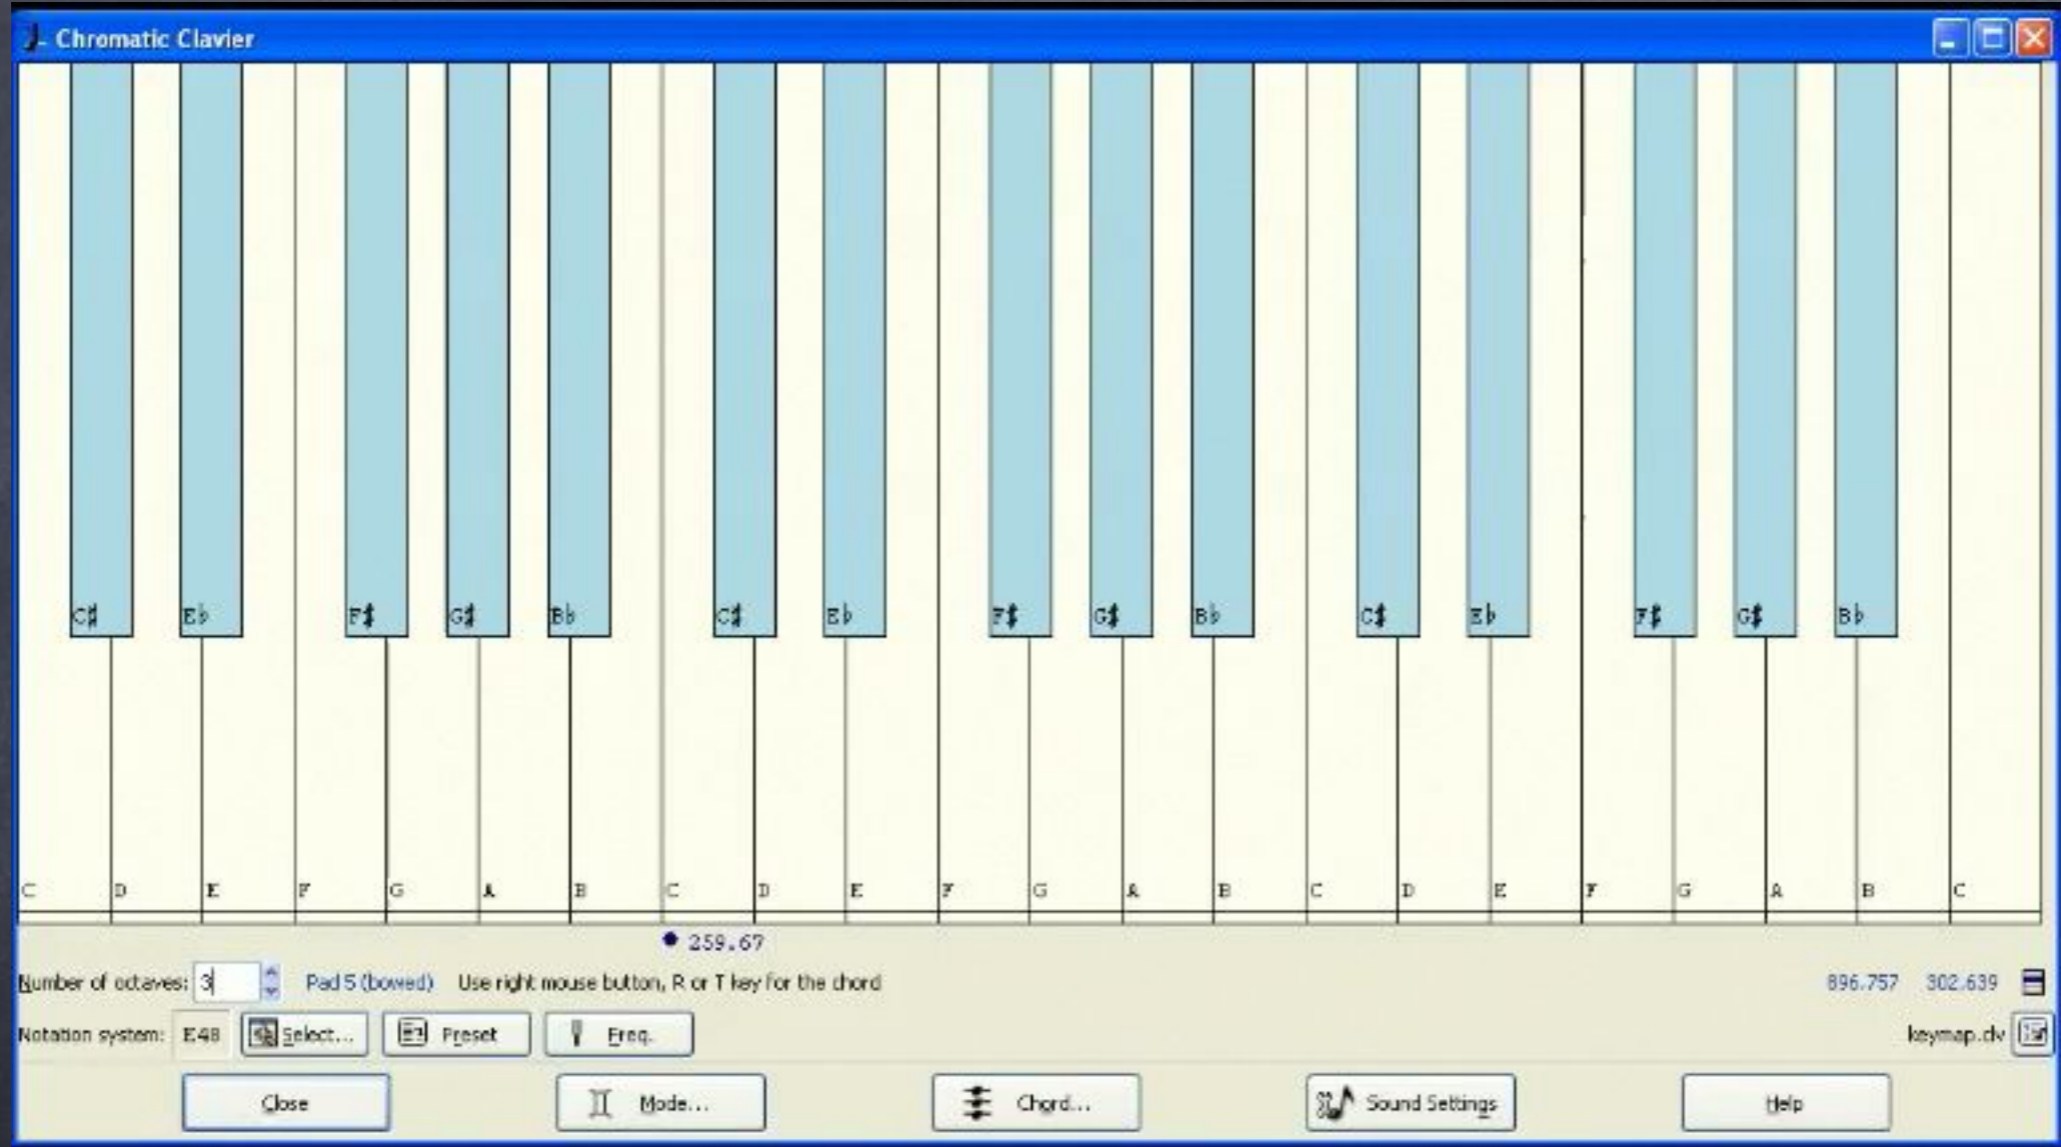 Chromatic Clavier
C♯ E♭ F♯ G♯ B♭ C♯ E♭ F♯ G♯ B♭ C♯ E♭ F♯ G♯ B♭
C D E F G A B C D E F G A B C D E F G A B C
259.67
Number of octaves: 3 Pad 5 (bowed) Use right mouse button, R or T key for the chord 896.757 302.639
Notation system: E48 Select... Preset Freq. keymap.clv
Close Mode... Chord... Sound Settings Help